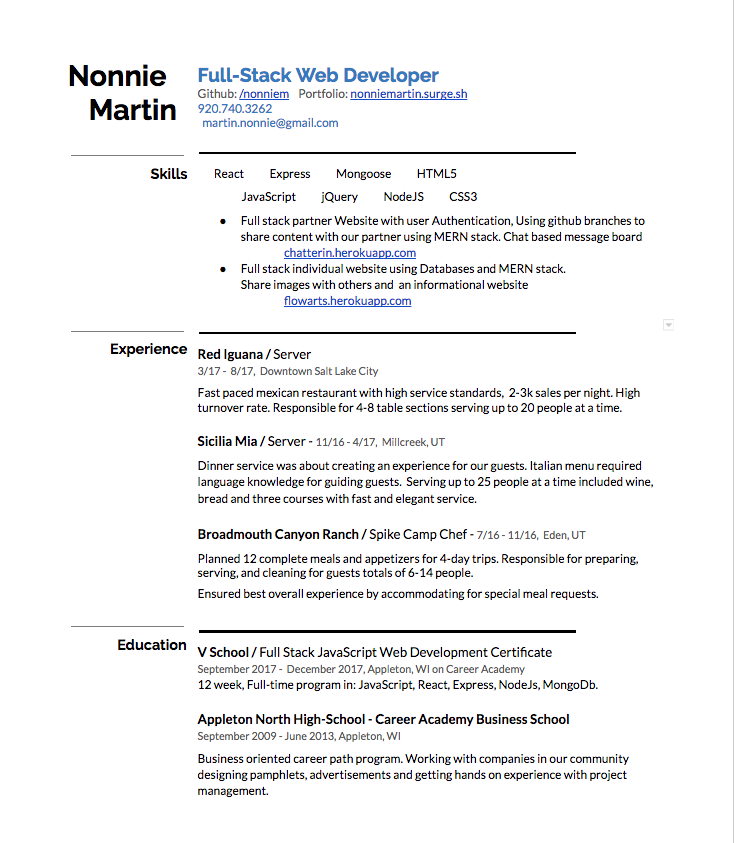 Nonnie
Martin
Full-Stack Web Developer
Github: /nonniem Portfolio: nonniemartin.surge.sh
920.740.3262
martin.nonnie@gmail.com
Skills
React Express Mongoose HTML5
JavaScript jQuery NodeJS CSS3
● Full stack partner Website with user Authentication, Using github branches to
share content with our partner using MERN stack. Chat based message board
chatterin.herokuapp.com
● Full stack individual website using Databases and MERN stack.
Share images with others and an informational website
flowarts.herokuapp.com
Experience
Red Iguana / Server
3/17 - 8/17, Downtown Salt Lake City
Fast paced mexican restaurant with high service standards, 2-3k sales per night. High
turnover rate. Responsible for 4-8 table sections serving up to 20 people at a time.
Sicilia Mia / Server - 11/16 - 4/17, Millcreek, UT
Dinner service was about creating an experience for our guests. Italian menu required
language knowledge for guiding guests. Serving up to 25 people at a time included wine,
bread and three courses with fast and elegant service.
Broadmouth Canyon Ranch / Spike Camp Chef - 7/16 - 11/16, Eden, UT
Planned 12 complete meals and appetizers for 4-day trips. Responsible for preparing,
serving, and cleaning for guests totals of 6-14 people.
Ensured best overall experience by accommodating for special meal requests.
Education
V School / Full Stack JavaScript Web Development Certificate
September 2017 - December 2017, Appleton, WI on Career Academy
12 week, Full-time program in: JavaScript, React, Express, NodeJs, MongoDb.
Appleton North High-School - Career Academy Business School
September 2009 - June 2013, Appleton, WI
Business oriented career path program. Working with companies in our community
designing pamphlets, advertisements and getting hands on experience with project
management.